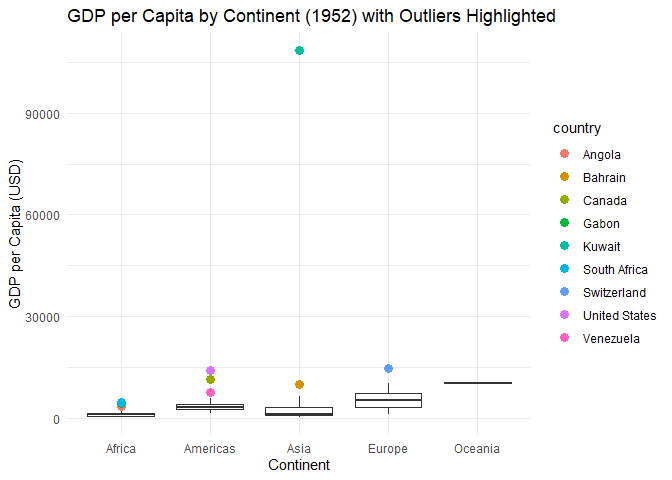 GDP per Capita by Continent (1952) with Outliers Highlighted
GDP per Capita (USD)
90000
60000
30000
0
Africa
Americas
Asia
Europe
Oceania
Continent
country
Angola
Bahrain
Canada
Gabon
Kuwait
South Africa
Switzerland
United States
Venezuela